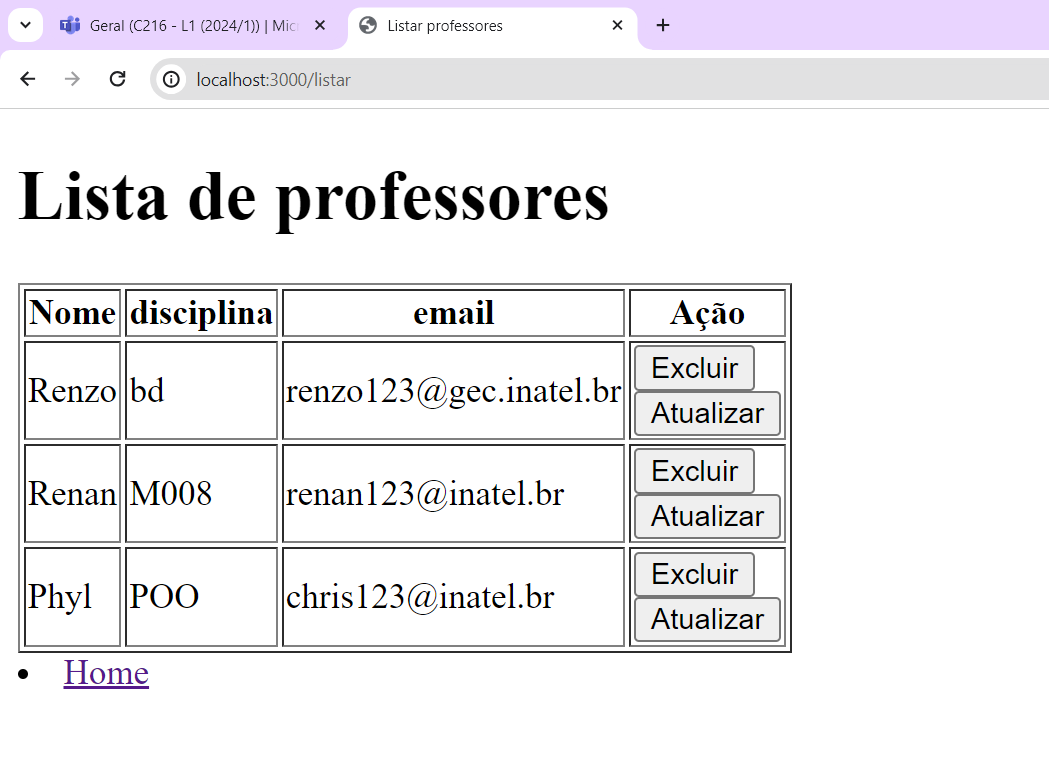 Geral (C216 - L1 (2024/1)) | Mic
Listar professores
localhost:3000/listar
Lista de professores
Nome disciplina email Ação
Renzo bd renzo123@gec.inatel.br Excluir
Atualizar
Renan M008 renan123@inatel.br Excluir
Atualizar
Phyl POO chris123@inatel.br Excluir
Atualizar
Home